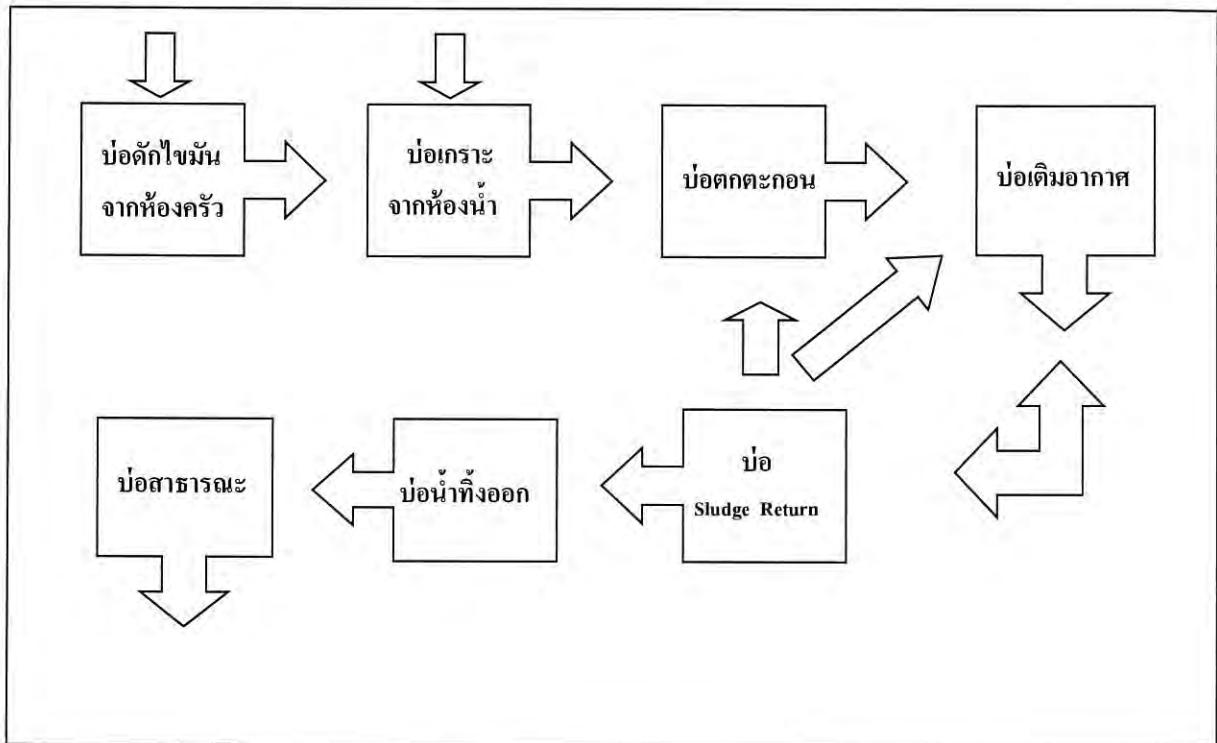 บ่อดักไขมัน
จากห้องครัว
บ่อเกราะ
จากห้องน้ำ
บ่อตกตะกอน
บ่อเติมอากาศ
บ่อสาธารณะ
บ่อน้ำทิ้งออก
บ่อ
Sludge Return